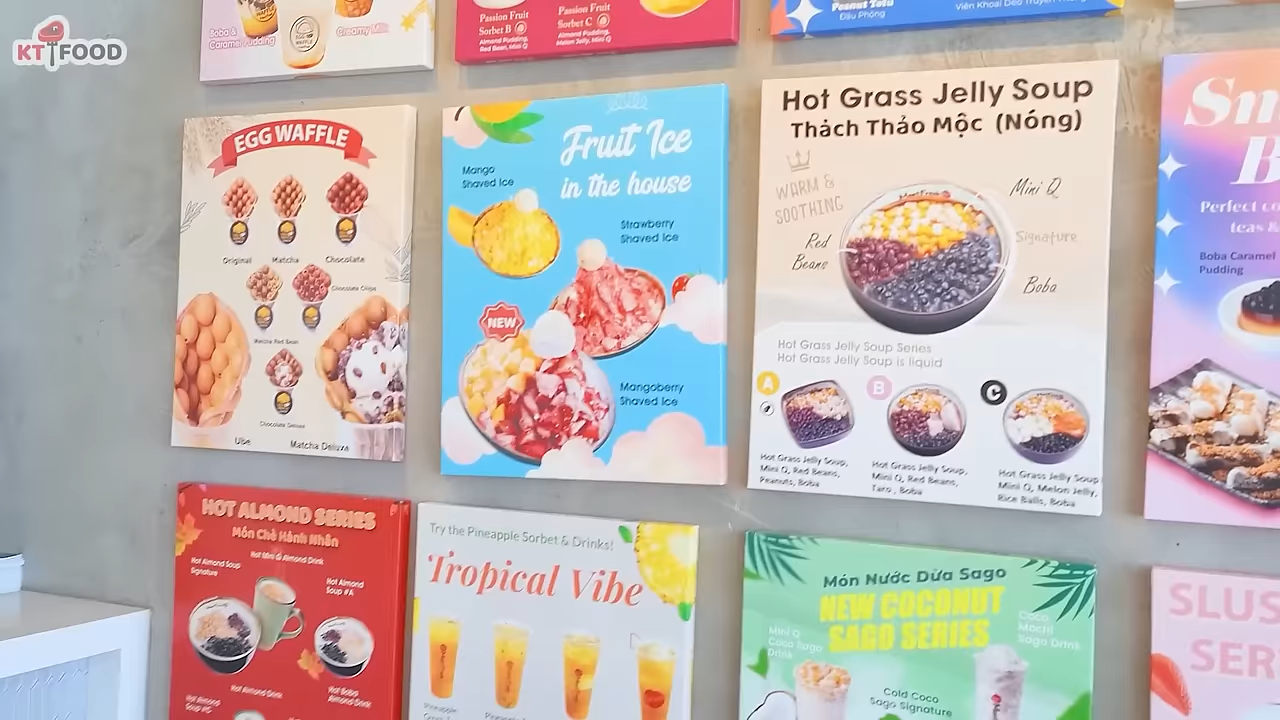 KT FOOD
Boba &
Caramel Pudding
Creamy Milk
Passion Fruit
Sorbet B
Almond Pudding,
Red Bean, Mini Q
Passion Fruit
Sorbet C
Almond Pudding,
Melon Jelly, Mini Q
Peanut Tofu
Đậu Phộng
Viên Khoai Dẻo Truyền Thống
EGG WAFFLE
Original
Matcha
Chocolate
Chocolate Chips
Matcha Red Bean
Chocolate Deluxe
Ube
Matcha Deluxe
Fruit Ice
in the house
Mango
Shaved Ice
Strawberry
Shaved Ice
NEW
Mangoberry
Shaved Ice
Hot Grass Jelly Soup
Thạch Thảo Mộc (Nóng)
WARM &
SOOTHING
Mini Q
Red
Beans
Signature
Boba
Hot Grass Jelly Soup Series
Hot Grass Jelly Soup is liquid
A
B
C
Hot Grass Jelly Soup,
Mini Q, Red Beans,
Peanuts, Boba
Hot Grass Jelly Soup,
Mini Q, Red Beans,
Taro, Boba
Hot Grass Jelly Soup
Mini Q, Melon Jelly,
Rice Balls, Boba
Perfect
teas &
Boba Caramel
Pudding
HOT ALMOND SERIES
Món Chè Hạnh Nhân
Hot Mini Q Almond Drink
Hot Almond Soup
Signature
Hot Almond
Soup #A
Hot Almond Drink
Hot Boba
Almond Drink
Hot Almond
Try the Pineapple Sorbet & Drinks!
Tropical Vibe
Pineapple
Món Nước Dừa Sago
NEW COCONUT
SAGO SERIES
Mini Q
Coco Sago
Drink
Coco
Mochi
Sago Drink
Cold Coco
Sago Signature
SLUS
SER